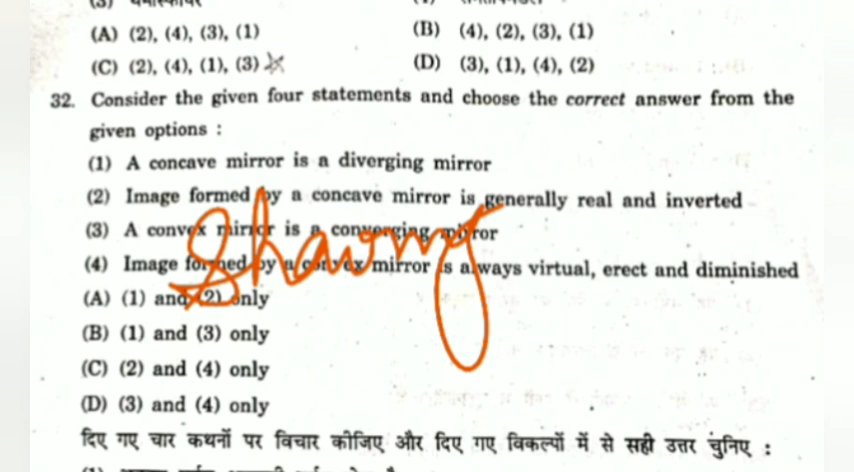 (A) (2), (4), (3), (1)
(B) (4), (2), (3), (1)
(C) (2), (4), (1), (3)
(D) (3), (1), (4), (2)
32. Consider the given four statements and choose the correct answer from the
given options :
(1) A concave mirror is a diverging mirror
(2) Image formed by a concave mirror is generally real and inverted
(3) A convex mirror is a converging mirror
(4) Image formed by a convex mirror is always virtual, erect and diminished
(A) (1) and (2) only
(B) (1) and (3) only
(C) (2) and (4) only
(D) (3) and (4) only
दिए गए चार कथनों पर विचार कीजिए और दिए गए विकल्पों में से सही उत्तर चुनिए :